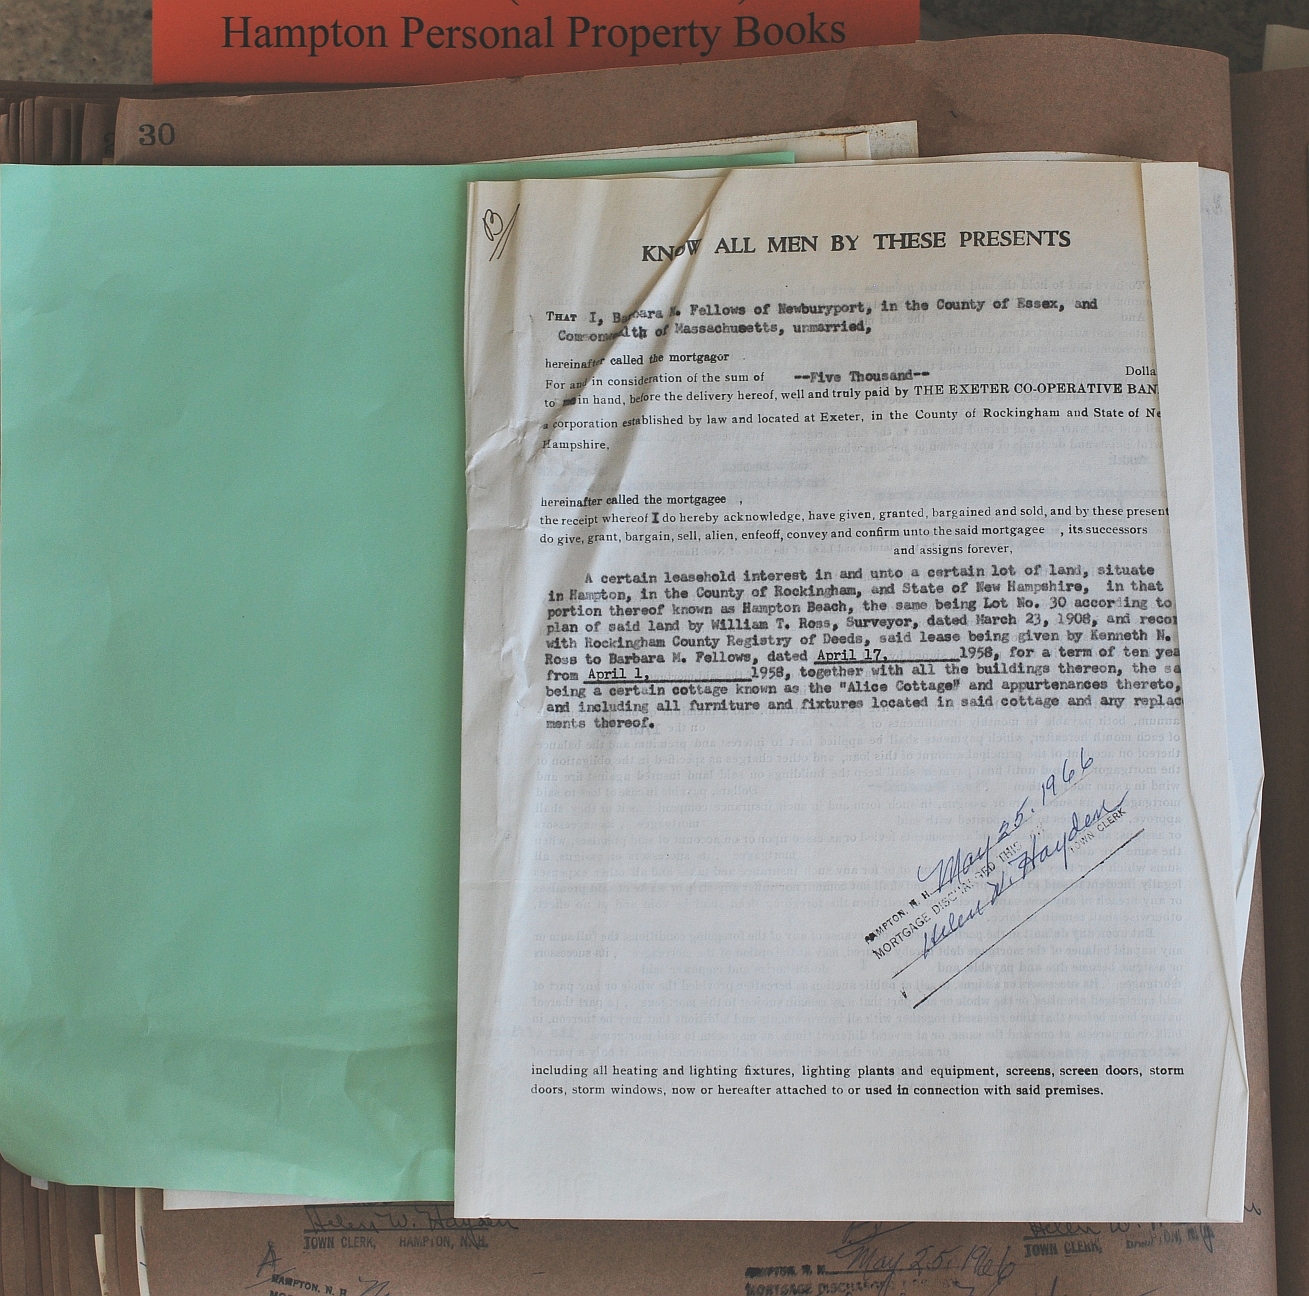 Hampton Personal Property Books
30
B
KNOW ALL MEN BY THESE PRESENTS
THAT I, Barbara M. Fellows of Newburyport, in the County of Essex, and
Commonwealth of Massachusetts, unmarried,
hereinafter called the mortgagor
For and in consideration of the sum of --Five Thousand-- Dolla
to in hand, before the delivery hereof, well and truly paid by THE EXETER CO-OPERATIVE BAN
a corporation established by law and located at Exeter, in the County of Rockingham and State of Ne
Hampshire,
hereinafter called the mortgagee ,
the receipt whereof I do hereby acknowledge, have given, granted, bargained and sold, and by these present
do give, grant, bargain, sell, alien, enfeoff, convey and confirm unto the said mortgagee , its successors
and assigns forever,
A certain leasehold interest in and unto a certain lot of land, situate
in Hampton, in the County of Rockingham, and State of New Hampshire, in that
portion thereof known as Hampton Beach, the same being Lot No. 30 according to
plan of said land by William T. Ross, Surveyor, dated March 23, 1908, and recor
with Rockingham County Registry of Deeds, said lease being given by Kenneth N.
Ross to Barbara M. Fellows, dated April 17, 1958, for a term of ten yea
from April 1, 1958, together with all the buildings thereon, the sa
being a certain cottage known as the "Alice Cottage" and appurtenances thereto,
and including all furniture and fixtures located in said cottage and any replac
ments thereof.
HAMPTON, N. H. May 25, 1966
MORTGAGE DISCHARGED THIS
Helen W. Hayden
TOWN CLERK
including all heating and lighting fixtures, lighting plants and equipment, screens, screen doors, storm
doors, storm windows, now or hereafter attached to or used in connection with said premises.
Helen W. Hayden
TOWN CLERK, HAMPTON, N.H.
Helen W.
TOWN CLERK,
A
HAMPTON, N. H.
May 25, 1966
MORTGAGE DISCHARGED